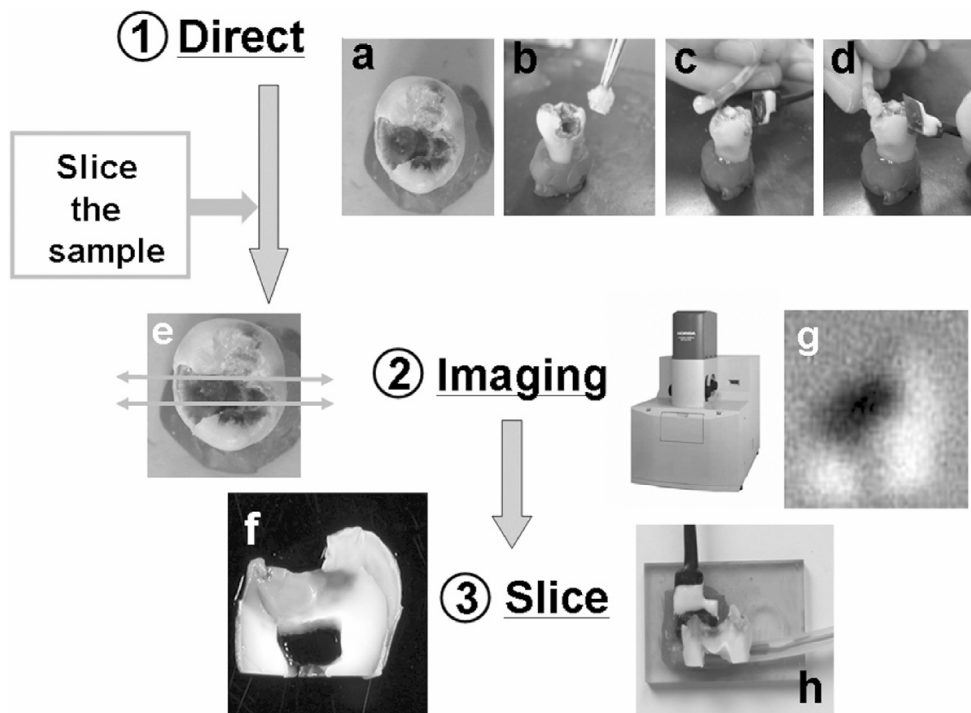 ① Direct
a
b
c
d
Slice
the
sample
e
② Imaging
g
f
③ Slice
h